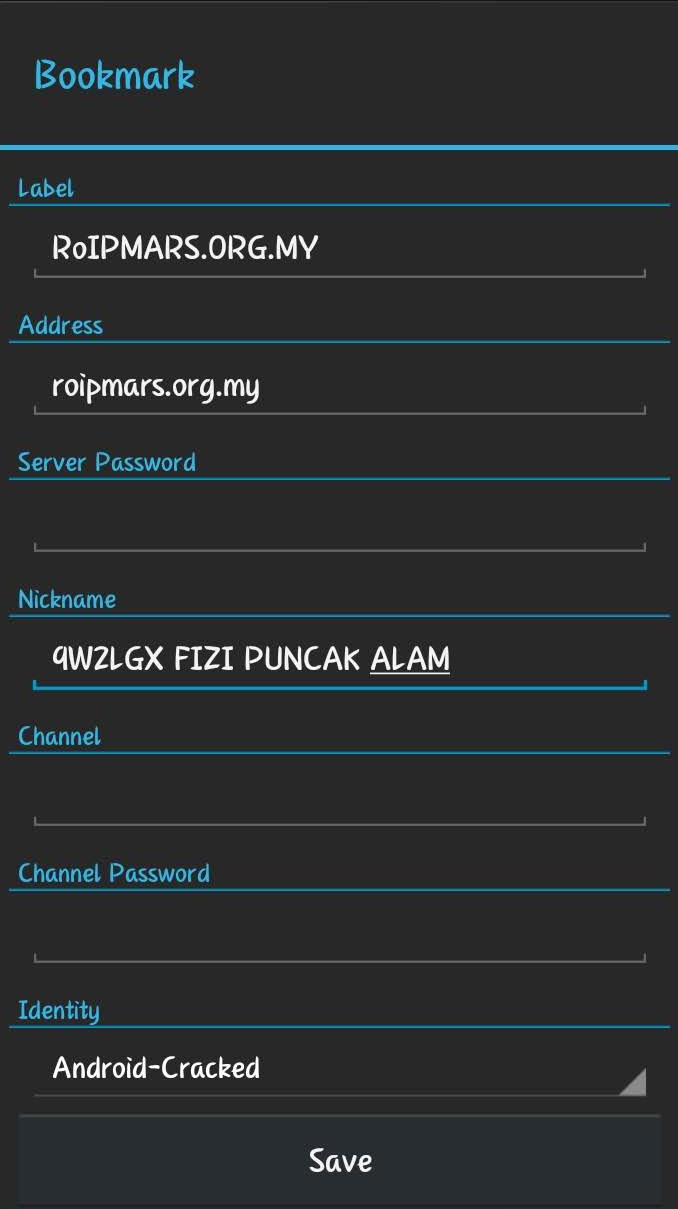 Bookmark
Label
RoIPMARS.ORG.MY
Address
roipmars.org.my
Server Password
Nickname
9W2LGX FIZI PUNCAK ALAM
Channel
Channel Password
Identity
Android-Cracked
Save